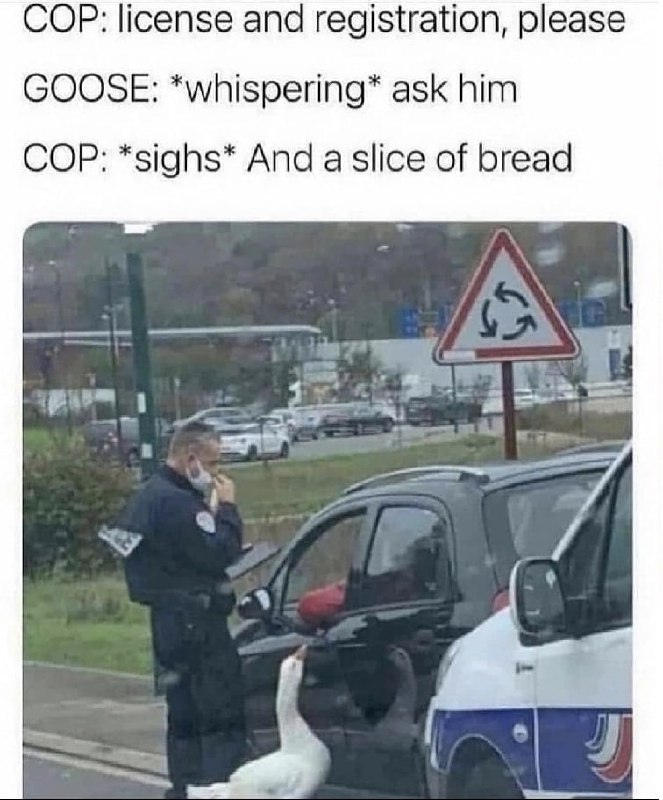 COP: license and registration, please
GOOSE: *whispering* ask him
COP: *sighs* And a slice of bread